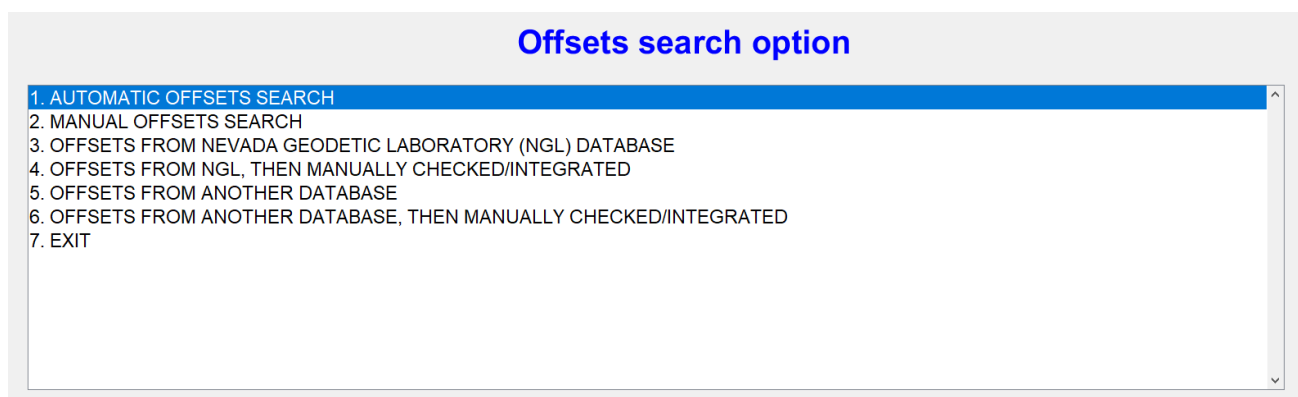 Offsets search option
1. AUTOMATIC OFFSETS SEARCH
2. MANUAL OFFSETS SEARCH
3. OFFSETS FROM NEVADA GEODETIC LABORATORY (NGL) DATABASE
4. OFFSETS FROM NGL, THEN MANUALLY CHECKED/INTEGRATED
5. OFFSETS FROM ANOTHER DATABASE
6. OFFSETS FROM ANOTHER DATABASE, THEN MANUALLY CHECKED/INTEGRATED
7. EXIT